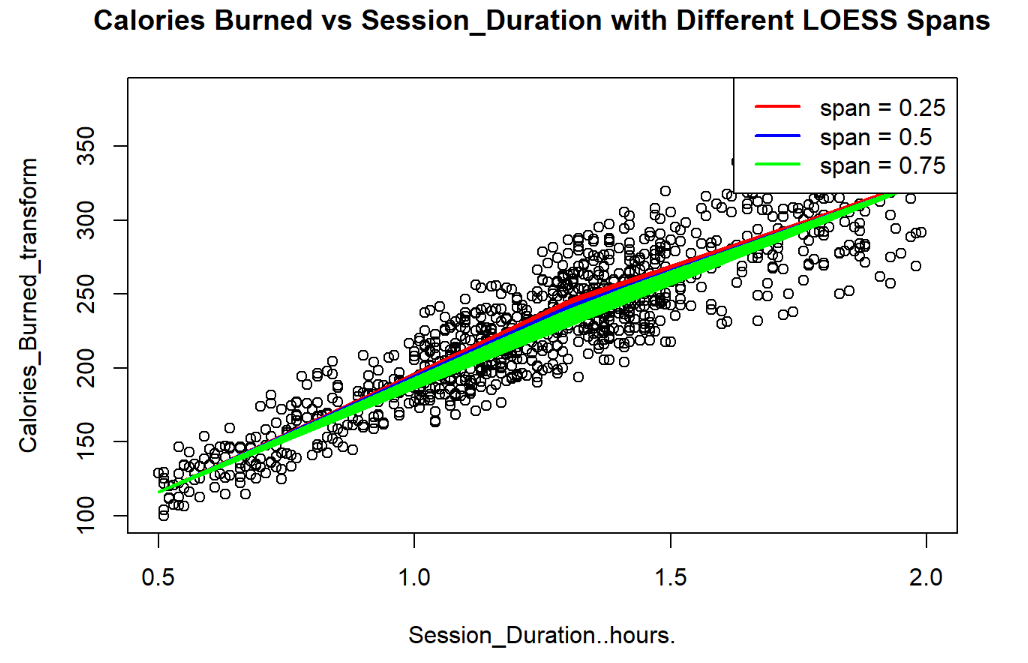 Calories Burned vs Session_Duration with Different LOESS Spans
span = 0.25
span = 0.5
span = 0.75
Calories_Burned_transform
350
300
250
200
150
100
0.5 1.0 1.5 2.0
Session_Duration..hours.